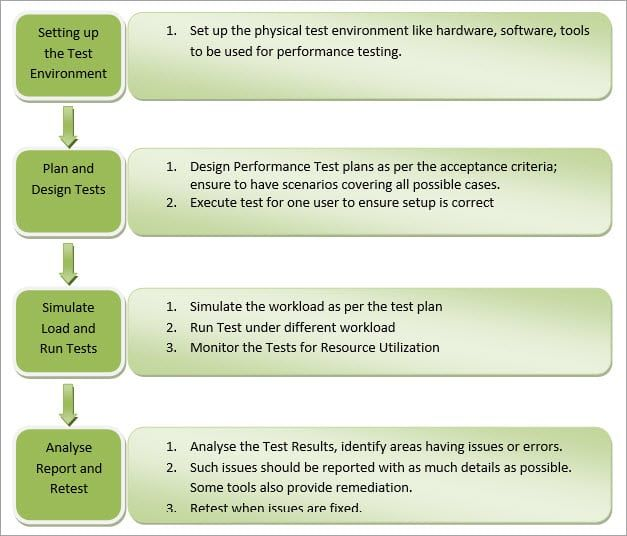 Setting up
the Test
Environment
1. Set up the physical test environment like hardware, software, tools
to be used for performance testing.
Plan and
Design Tests
1. Design Performance Test plans as per the acceptance criteria;
ensure to have scenarios covering all possible cases.
2. Execute test for one user to ensure setup is correct
Simulate
Load and
Run Tests
1. Simulate the workload as per the test plan
2. Run Test under different workload
3. Monitor the Tests for Resource Utilization
Analyse
Report and
Retest
1. Analyse the Test Results, identify areas having issues or errors.
2. Such issues should be reported with as much details as possible.
Some tools also provide remediation.
3. Retest when issues are fixed.